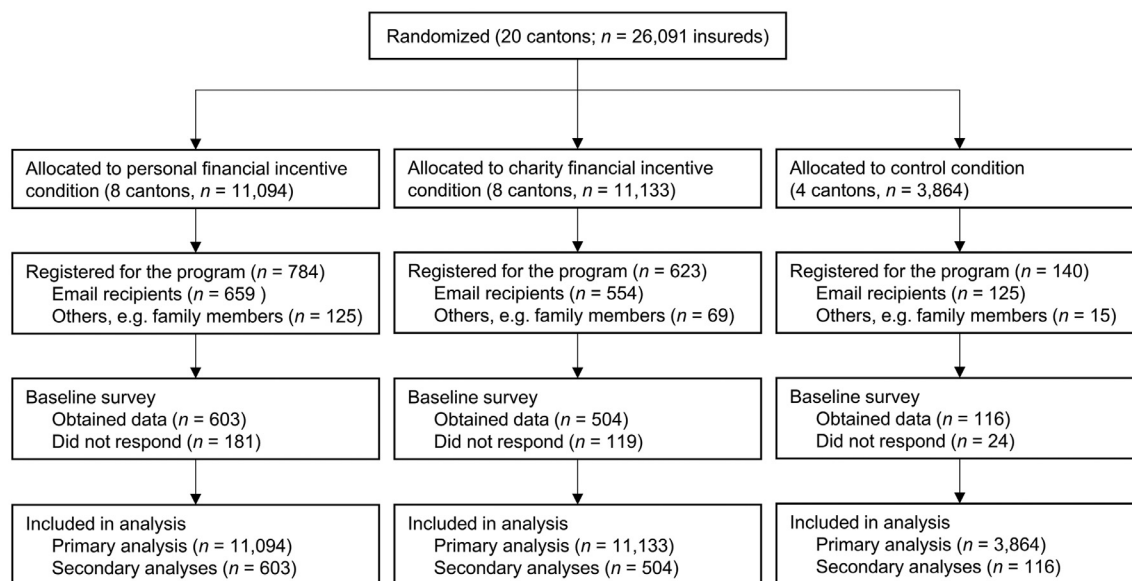 Randomized (20 cantons; n = 26,091 insureds)
Allocated to personal financial incentive
condition (8 cantons, n = 11,094)
Allocated to charity financial incentive
condition (8 cantons, n = 11,133)
Allocated to control condition
(4 cantons, n = 3,864)
Registered for the program (n = 784)
Email recipients (n = 659 )
Others, e.g. family members (n = 125)
Registered for the program (n = 623)
Email recipients (n = 554)
Others, e.g. family members (n = 69)
Registered for the program (n = 140)
Email recipients (n = 125)
Others, e.g. family members (n = 15)
Baseline survey
Obtained data (n = 603)
Did not respond (n = 181)
Baseline survey
Obtained data (n = 504)
Did not respond (n = 119)
Baseline survey
Obtained data (n = 116)
Did not respond (n = 24)
Included in analysis
Primary analysis (n = 11,094)
Secondary analyses (n = 603)
Included in analysis
Primary analysis (n = 11,133)
Secondary analyses (n = 504)
Included in analysis
Primary analysis (n = 3,864)
Secondary analyses (n = 116)